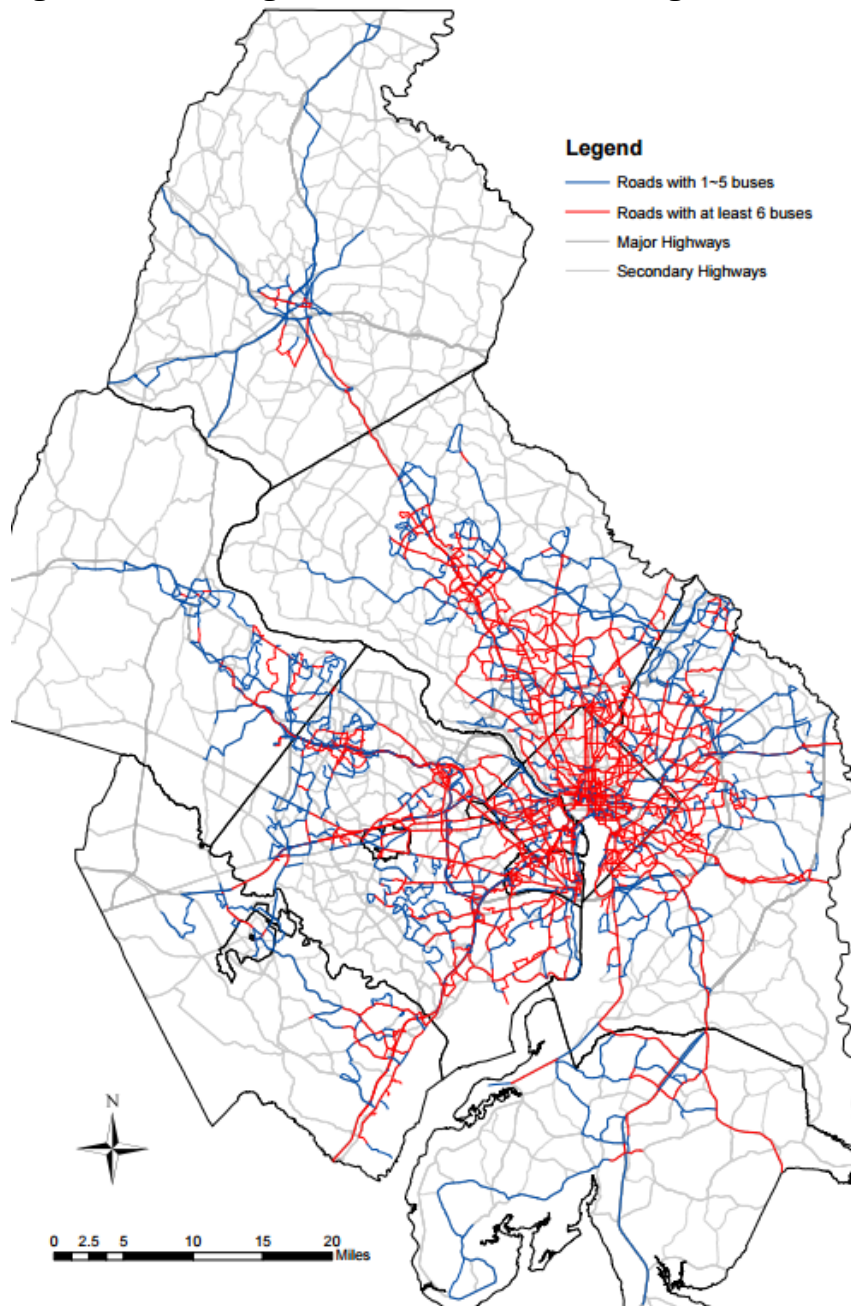 Legend
Roads with 1~5 buses
Roads with at least 6 buses
Major Highways
Secondary Highways
N
0 2.5 5 10 15 20
Miles